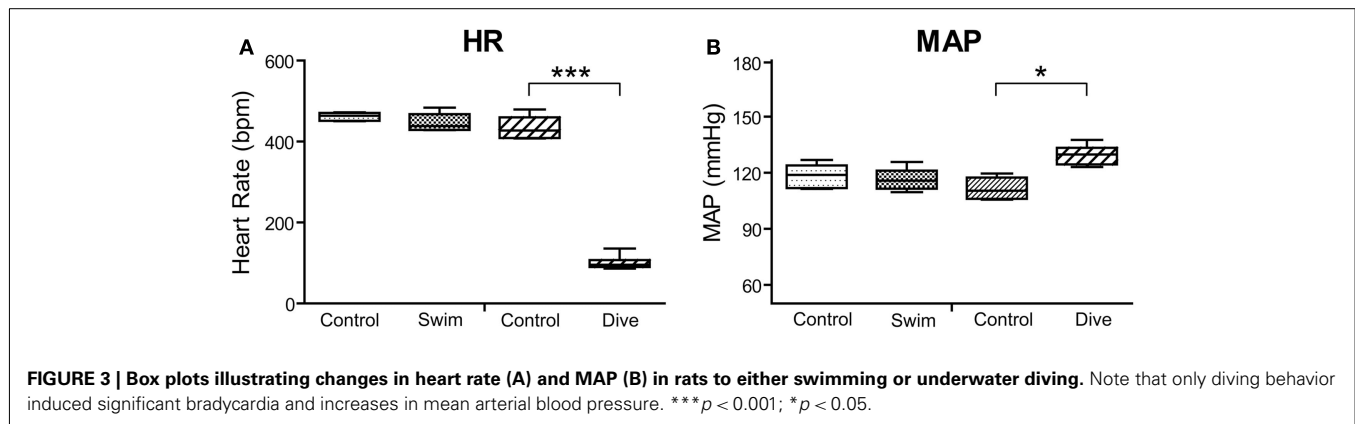 A
HR
600
400
200
0
Heart Rate (bpm)
***
Control
Swim
Control
Dive
B
MAP
180
150
120
90
60
MAP (mmHg)
*
Control
Swim
Control
Dive
FIGURE 3 | Box plots illustrating changes in heart rate (A) and MAP (B) in rats to either swimming or underwater diving. Note that only diving behavior
induced significant bradycardia and increases in mean arterial blood pressure. ***p < 0.001; *p < 0.05.